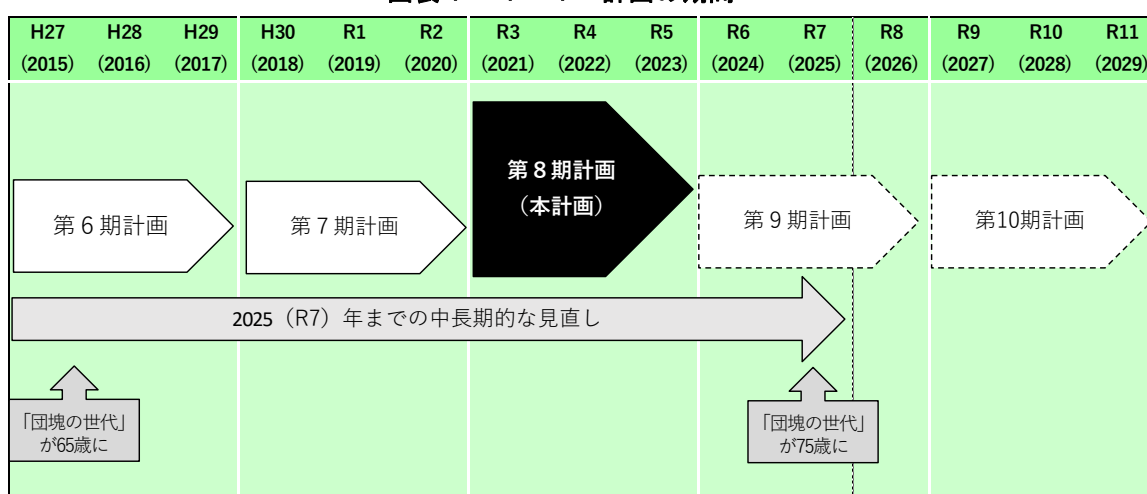 H27 H28 H29 H30 R1 R2 R3 R4 R5 R6 R7 R8 R9 R10 R11
(2015) (2016) (2017) (2018) (2019) (2020) (2021) (2022) (2023) (2024) (2025) (2026) (2027) (2028) (2029)
第８期計画
（本計画）
第６期計画 第７期計画 第９期計画 第10期計画
2025（R7）年までの中長期的な見直し
「団塊の世代」
が65歳に
「団塊の世代」
が75歳に